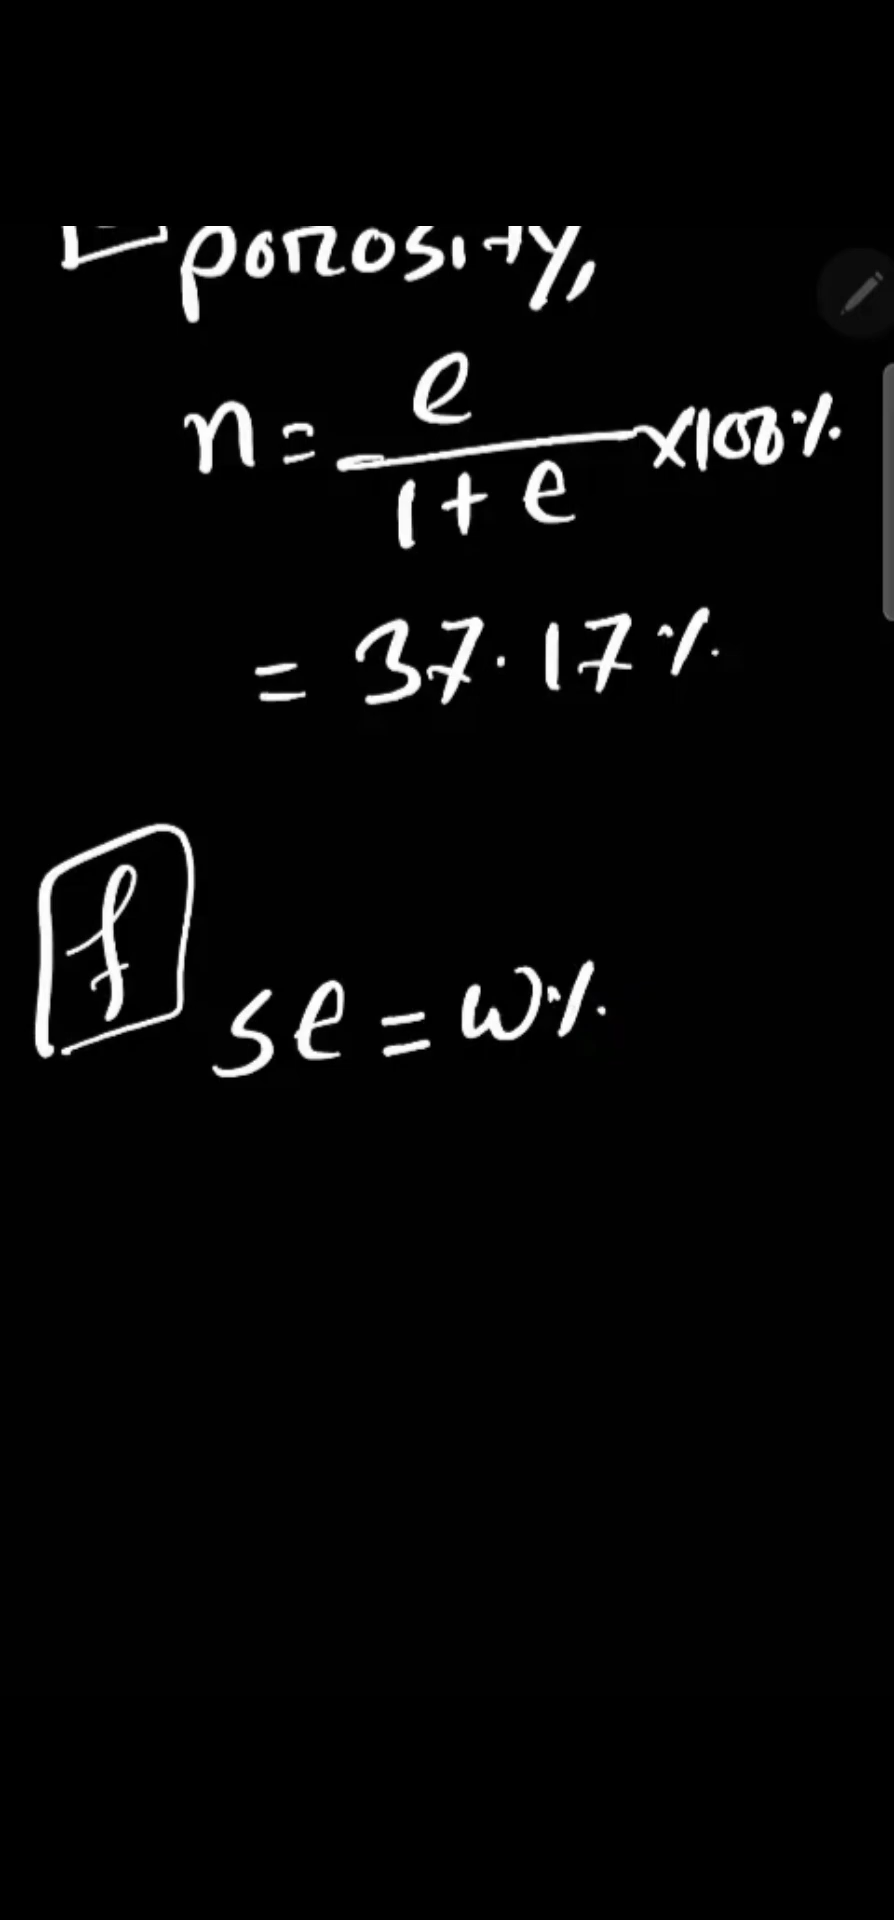 porosity,
n = e
1 + e
×100%
= 37.17%
f
se = w%